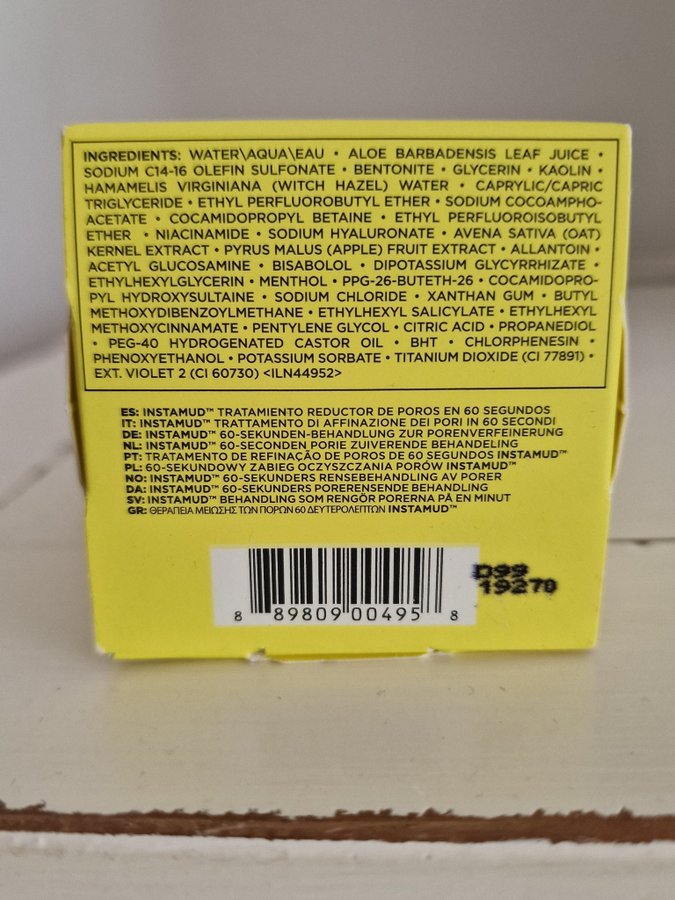 INGREDIENTS: WATER\AQUA\EAU • ALOE BARBADENSIS LEAF JUICE •
SODIUM C14-16 OLEFIN SULFONATE • BENTONITE • GLYCERIN • KAOLIN •
HAMAMELIS VIRGINIANA (WITCH HAZEL) WATER • CAPRYLIC/CAPRIC
TRIGLYCERIDE • ETHYL PERFLUOROBUTYL ETHER • SODIUM COCOAMPHO-
ACETATE • COCAMIDOPROPYL BETAINE • ETHYL PERFLUOROISOBUTYL
ETHER • NIACINAMIDE • SODIUM HYALURONATE • AVENA SATIVA (OAT)
KERNEL EXTRACT • PYRUS MALUS (APPLE) FRUIT EXTRACT • ALLANTOIN •
ACETYL GLUCOSAMINE • BISABOLOL • DIPOTASSIUM GLYCYRRHIZATE •
ETHYLHEXYLGLYCERIN • MENTHOL • PPG-26-BUTETH-26 • COCAMIDOPRO-
PYL HYDROXYSULTAINE • SODIUM CHLORIDE • XANTHAN GUM • BUTYL
METHOXYDIBENZOYLMETHANE • ETHYLHEXYL SALICYLATE • ETHYLHEXYL
METHOXYCINNAMATE • PENTYLENE GLYCOL • CITRIC ACID • PROPANEDIOL
• PEG-40 HYDROGENATED CASTOR OIL • BHT • CHLORPHENESIN •
PHENOXYETHANOL • POTASSIUM SORBATE • TITANIUM DIOXIDE (CI 77891) •
EXT. VIOLET 2 (CI 60730) <ILN44952>
ES: INSTAMUD™ TRATAMIENTO REDUCTOR DE POROS EN 60 SEGUNDOS
IT: INSTAMUD™ TRATTAMENTO DI AFFINAZIONE DEI PORI IN 60 SECONDI
DE: INSTAMUD™ 60-SEKUNDEN-BEHANDLUNG ZUR PORENVERFEINERUNG
NL: INSTAMUD™ 60-SECONDEN PORIE ZUIVERENDE BEHANDELING
PT: TRATAMENTO DE REFINAÇÃO DE POROS DE 60 SEGUNDOS INSTAMUD™
PL: 60-SEKUNDOWY ZABIEG OCZYSZCZANIA PORÓW INSTAMUD™
NO: INSTAMUD™ 60-SEKUNDERS RENSEBEHANDLING AV PORER
DA: INSTAMUD™ 60-SEKUNDERS PORERENSENDE BEHANDLING
SV: INSTAMUD™ BEHANDLING SOM RENGÖR PORERNA PÅ EN MINUT
GR: ΘΕΡΑΠΕΙΑ ΜΕΙΩΣΗΣ ΤΩΝ ΠΟΡΩΝ 60 ΔΕΥΤΕΡΟΛΕΠΤΩΝ INSTAMUD™
D99
19270
8 89809 00495 8